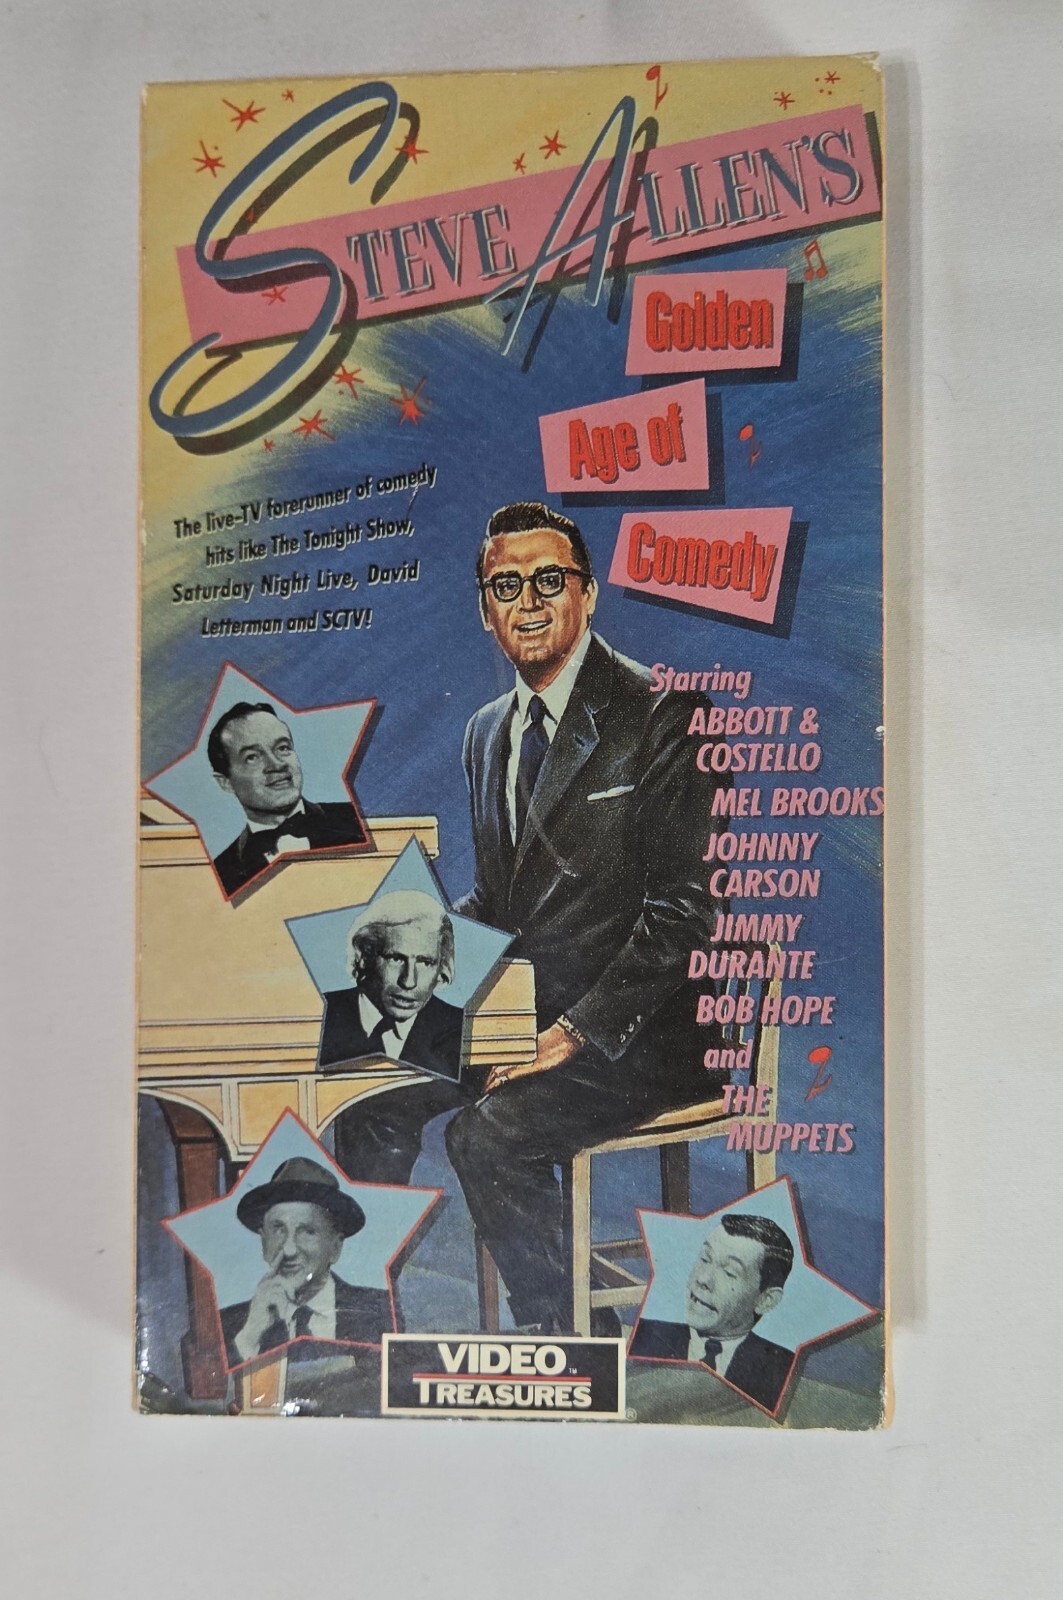 STEVE ALLEN'S
Golden
Age of
Comedy
The live-TV forerunner of comedy
hits like The Tonight Show,
Saturday Night Live, David
Letterman and SCTV!
Starring
ABBOTT &
COSTELLO
MEL BROOKS
JOHNNY
CARSON
JIMMY
DURANTE
BOB HOPE
and
THE
MUPPETS
VIDEO™
TREASURES®